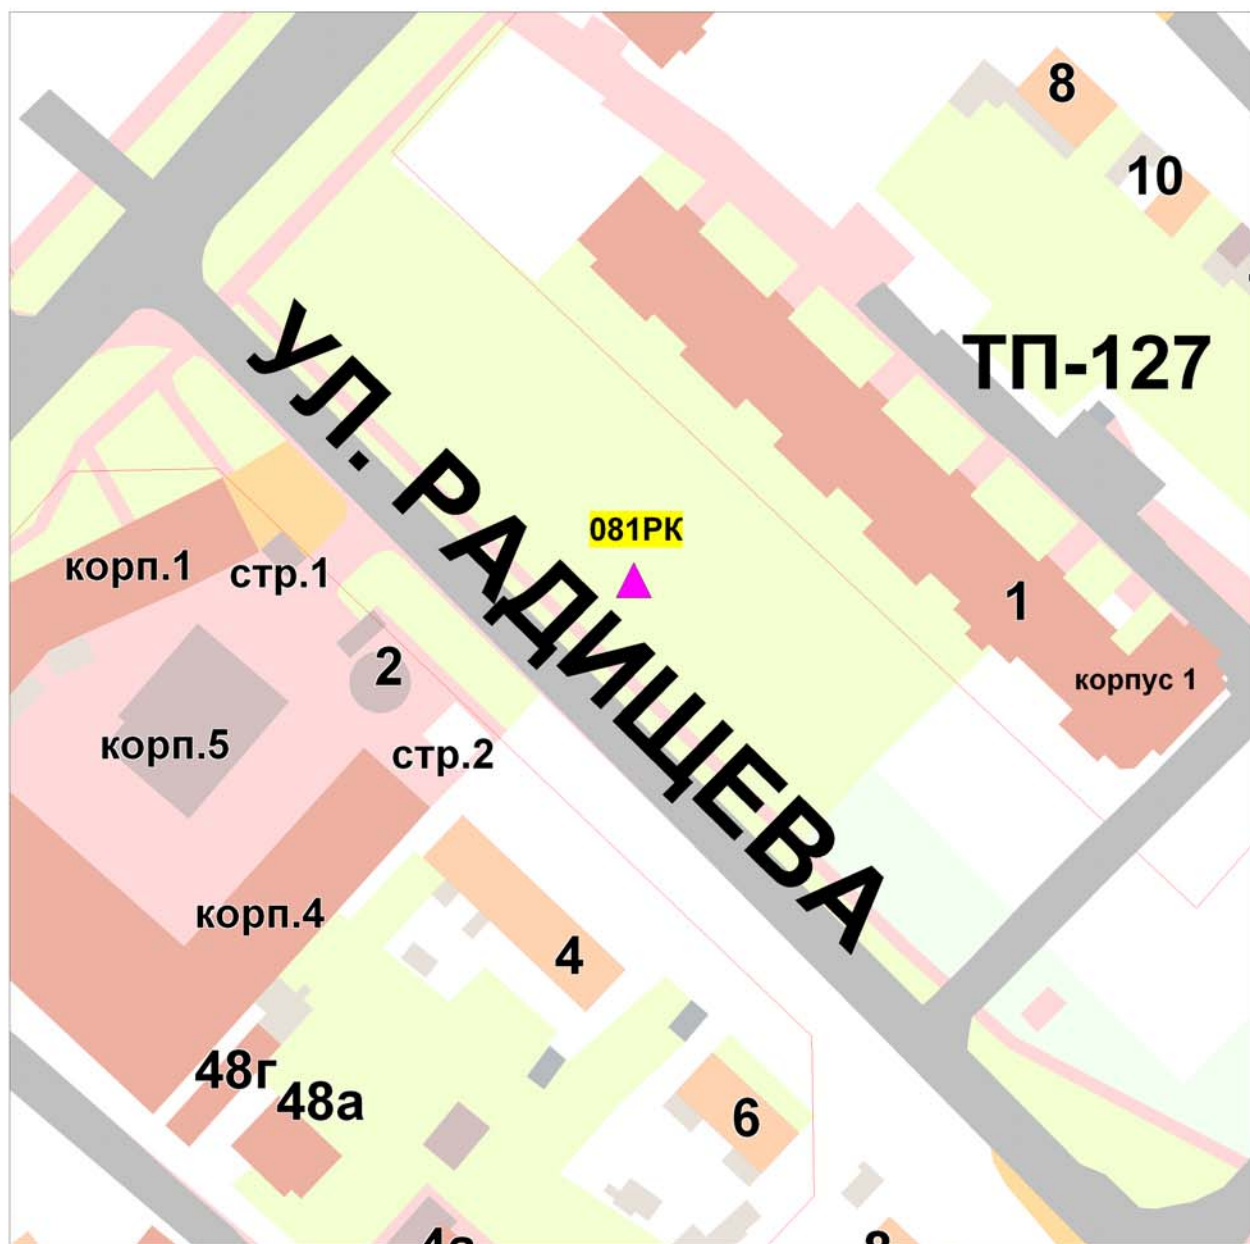 8
10
ТП-127
УЛ. РАДИЩЕВА
081РК
корп.1
стр.1
1
2
корпус 1
корп.5
стр.2
корп.4
4
48г
48а
6